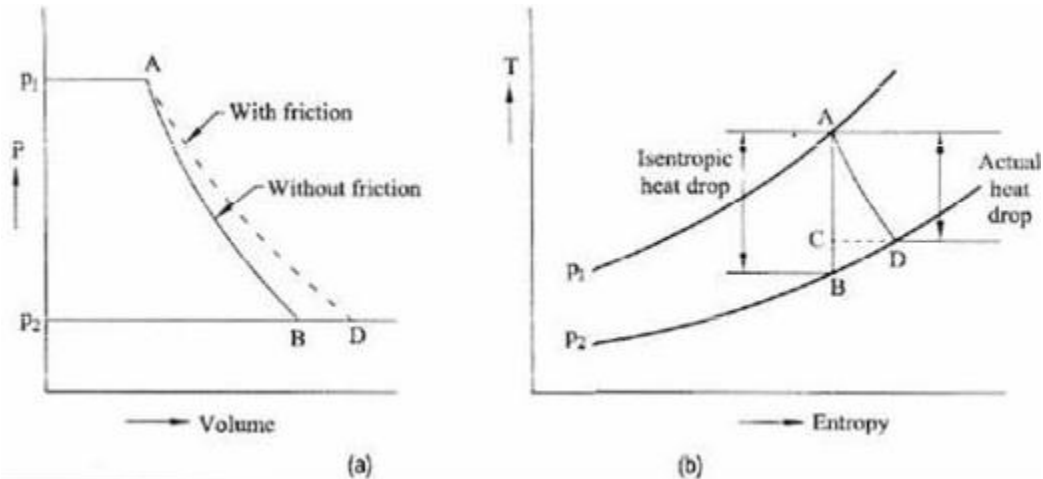 A
p1
With friction
P
Without friction
p2
B
D
Volume
(a)
T
A
Isentropic
heat drop
Actual
heat
drop
C
D
p1
B
p2
Entropy
(b)